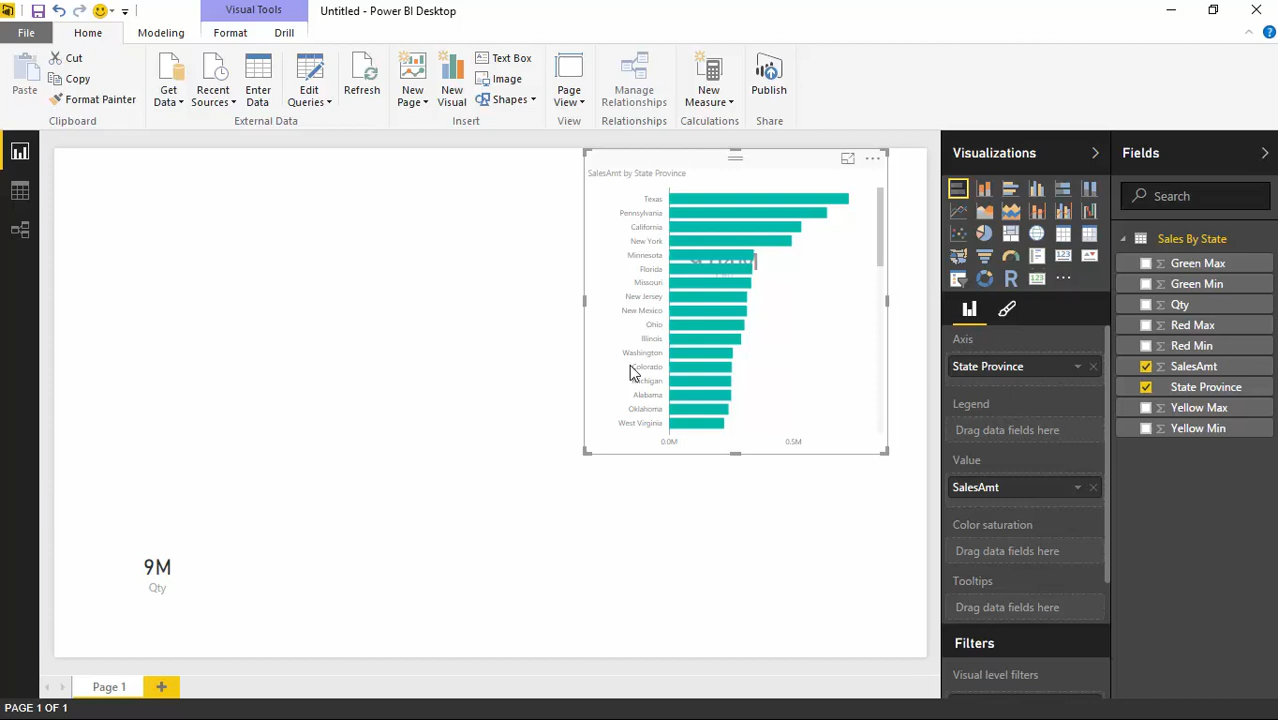 Visual Tools
Untitled - Power BI Desktop
File
Home
Modeling
Format
Drill
Paste
Cut
Copy
Format Painter
Clipboard
Get Data
Recent Sources
Enter Data
Edit Queries
Refresh
External Data
New Page
New Visual
Text Box
Image
Shapes
Insert
Page View
View
Manage Relationships
Relationships
New Measure
Calculations
Publish
Share
SalesAmt by State Province
Texas
Pennsylvania
California
New York
Minnesota
Florida
Missouri
New Jersey
New Mexico
Ohio
Illinois
Washington
Colorado
Michigan
Alabama
Oklahoma
West Virginia
0.0M
0.5M
9M
Qty
Visualizations
R
123
Axis
State Province
Legend
Drag data fields here
Value
SalesAmt
Color saturation
Drag data fields here
Tooltips
Drag data fields here
Filters
Visual level filters
Fields
Search
Sales By State
Green Max
Green Min
Qty
Red Max
Red Min
SalesAmt
State Province
Yellow Max
Yellow Min
Page 1
PAGE 1 OF 1